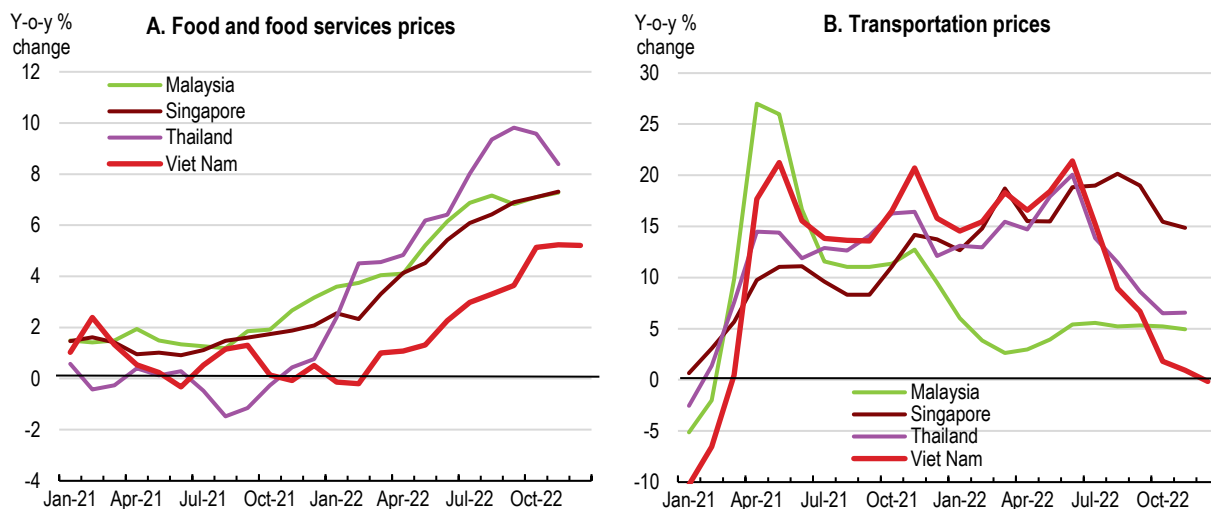 Y-o-y %
change
A. Food and food services prices
12
10
8
6
4
2
0
-2
-4
Malaysia
Singapore
Thailand
Viet Nam
Jan-21 Apr-21 Jul-21 Oct-21 Jan-22 Apr-22 Jul-22 Oct-22
Y-o-y %
change
B. Transportation prices
30
25
20
15
10
5
0
-5
-10
Malaysia
Singapore
Thailand
Viet Nam
Jan-21 Apr-21 Jul-21 Oct-21 Jan-22 Apr-22 Jul-22 Oct-22